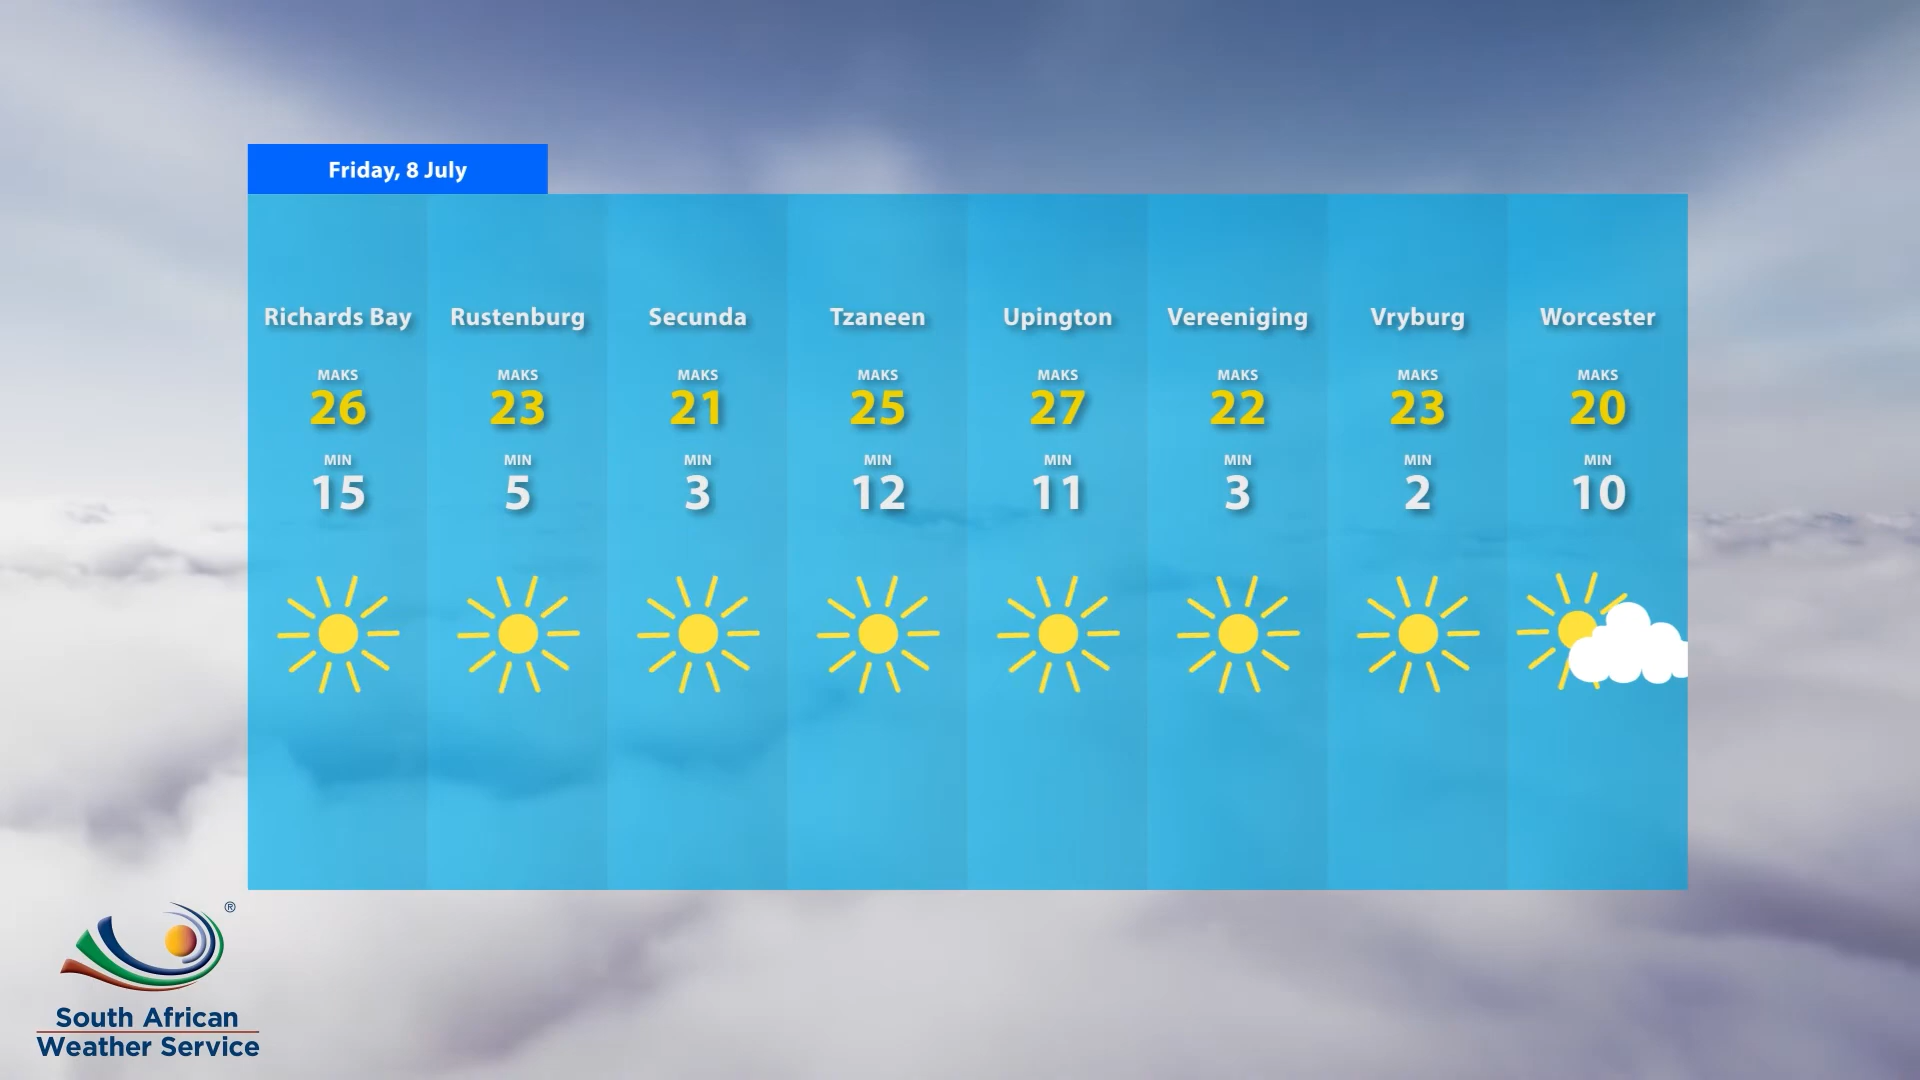 Friday, 8 July
Richards Bay
MAKS
26
MIN
15
Rustenburg
MAKS
23
MIN
5
Secunda
MAKS
21
MIN
3
Tzaneen
MAKS
25
MIN
12
Upington
MAKS
27
MIN
11
Vereeniging
MAKS
22
MIN
3
Vryburg
MAKS
23
MIN
2
Worcester
MAKS
20
MIN
10
®
South African
Weather Service